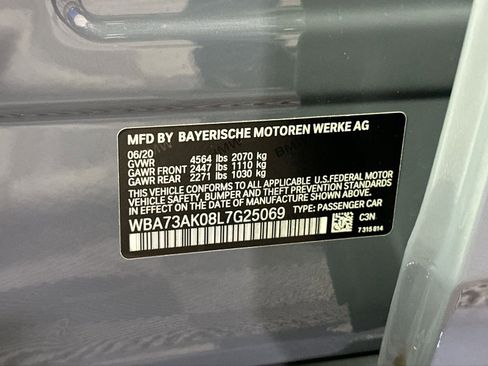 MFD BY BAYERISCHE MOTOREN WERKE AG
06/20
GVWR 4564 lbs 2070 kg
GAWR FRONT 2447 lbs 1110 kg
GAWR REAR 2271 lbs 1030 kg
THIS VEHICLE CONFORMS TO ALL APPLICABLE U.S.FEDERAL MOTOR
VEHICLE SAFETY, BUMPER AND THEFT PREVENTION STANDARDS
IN EFFECT ON THE DATE OF MANUFACTURE SHOWN ABOVE.
WBA73AK08L7G25069 TYPE: PASSENGER CAR
C3N
7 315 814